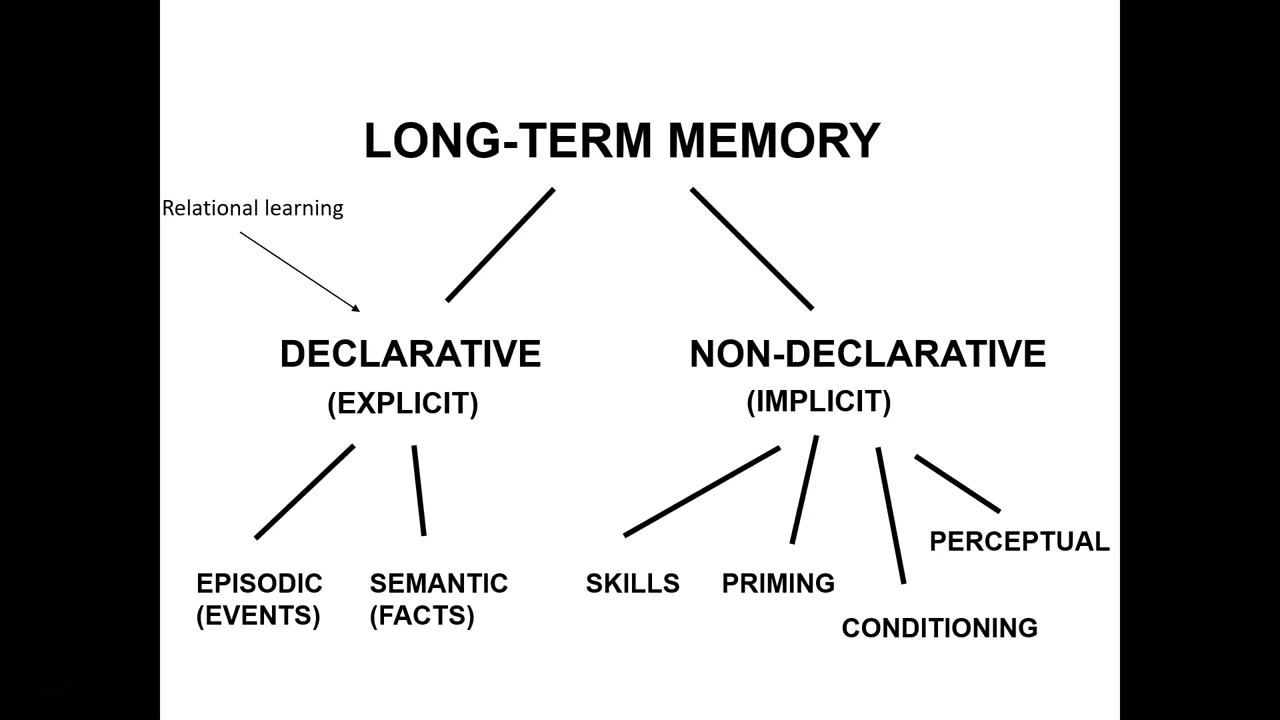 LONG-TERM MEMORY
Relational learning
DECLARATIVE
(EXPLICIT)
NON-DECLARATIVE
(IMPLICIT)
EPISODIC
(EVENTS)
SEMANTIC
(FACTS)
SKILLS
PRIMING
CONDITIONING
PERCEPTUAL